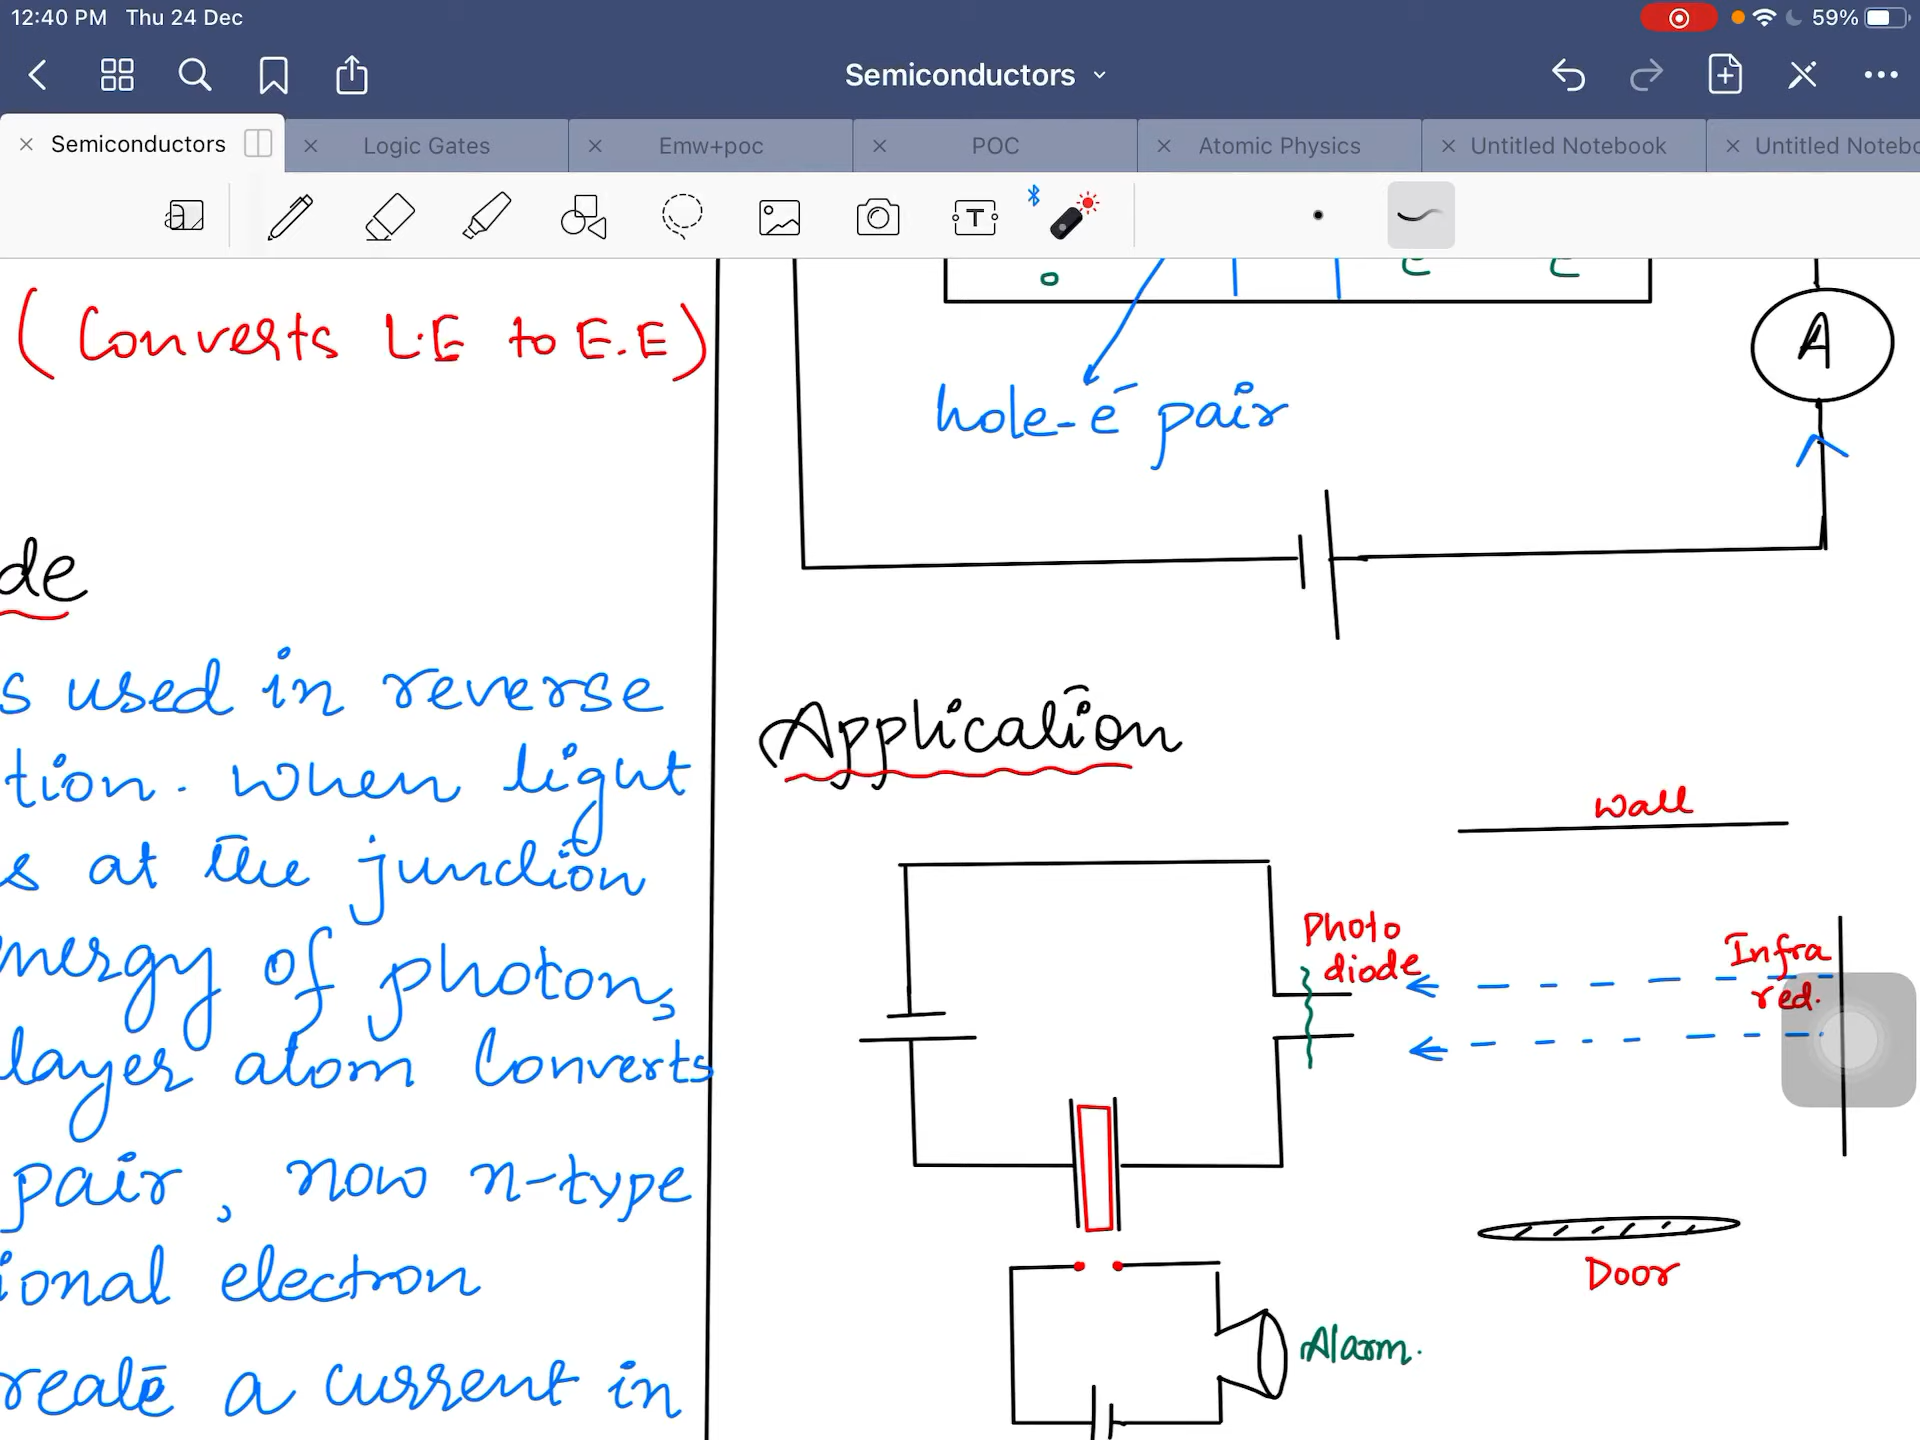 12:40 PM Thu 24 Dec
59%
Semiconductors
Semiconductors
Logic Gates
Emw+poc
POC
Atomic Physics
Untitled Notebook
Untitled Notebo
(Converts L.E to E.E)
de
s used in reverse
tion. when light
s at the junction
nergy of photon,
layer atom converts
pair, now n-type
ional electron
reate a current in
hole-e⁻ pair
A
Application
wall
Photo
diode
Infra
red.
Door
Alarm.